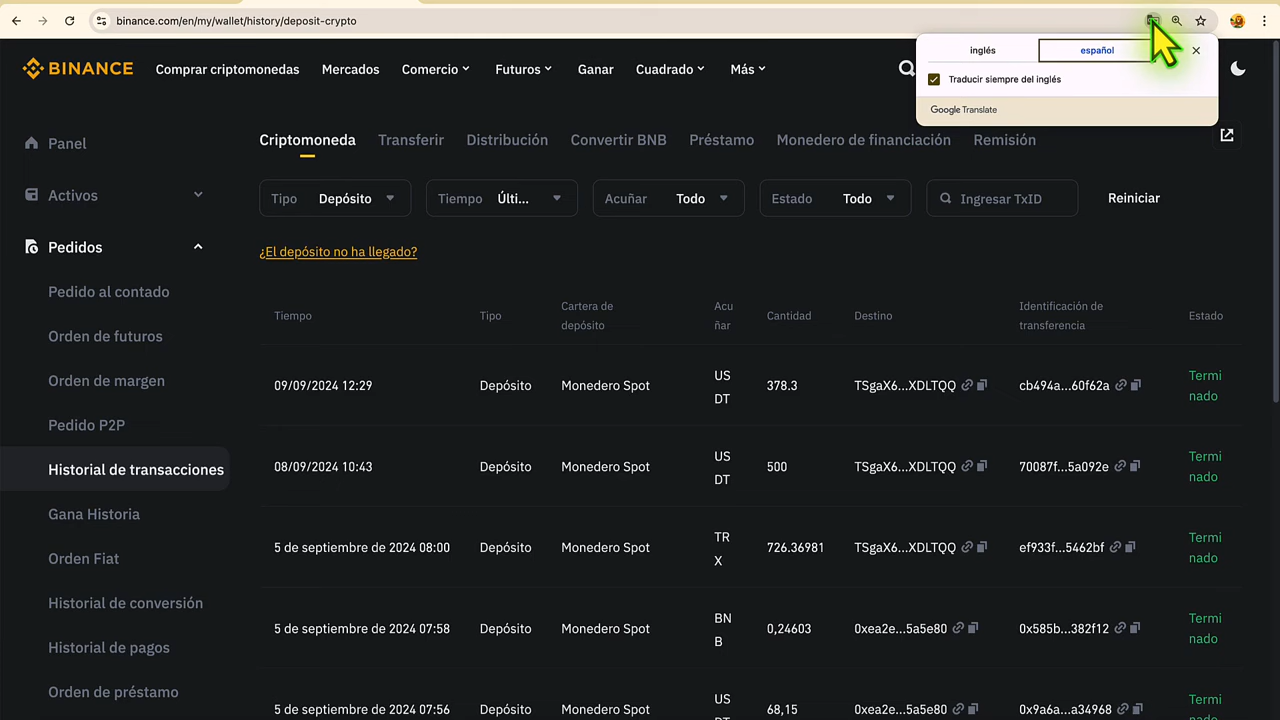 binance.com/en/my/wallet/history/deposit-crypto
inglés español
Traducir siempre del inglés
Google Translate
BINANCE Comprar criptomonedas Mercados Comercio Futuros Ganar Cuadrado Más
Panel
Activos
Pedidos
Pedido al contado
Orden de futuros
Orden de margen
Pedido P2P
Historial de transacciones
Gana Historia
Orden Fiat
Historial de conversión
Historial de pagos
Orden de préstamo
Criptomoneda Transferir Distribución Convertir BNB Préstamo Monedero de financiación Remisión
Tipo Depósito Tiempo Últi... Acuñar Todo Estado Todo Ingresar TxID Reiniciar
¿El depósito no ha llegado?
Tiempo Tipo Cartera de depósito Acu ñar Cantidad Destino Identificación de transferencia Estado
09/09/2024 12:29 Depósito Monedero Spot US DT 378.3 TSgaX6...XDLTQQ cb494a...60f62a Termi nado
08/09/2024 10:43 Depósito Monedero Spot US DT 500 TSgaX6...XDLTQQ 70087f...5a092e Termi nado
5 de septiembre de 2024 08:00 Depósito Monedero Spot TR X 726.36981 TSgaX6...XDLTQQ ef933f...5462bf Termi nado
5 de septiembre de 2024 07:58 Depósito Monedero Spot BN B 0,24603 0xea2e...5a5e80 0x585b...382f12 Termi nado
5 de septiembre de 2024 07:56 Depósito Monedero Spot US 68,15 0xea2e...5a5e80 0x9a6a...a34968 Termi